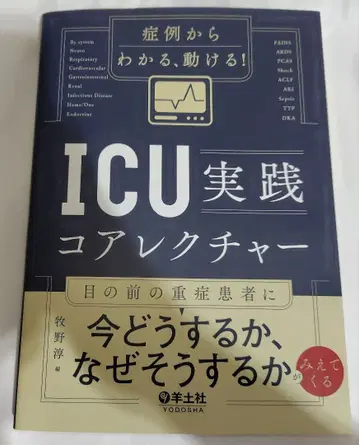 症例から
わかる、動ける!
By system
Neuro
Respiratory
Cardiovascular
Gastrointestinal
Renal
Infectious Disease
Heme/Onc
Endocrine
PADIS
ARDS
PCAS
Shock
ACLF
AKI
Sepsis
TTP
DKA
ICU実践
コアレクチャー
目の前の重症患者に
今どうするか、
なぜそうするか
が
みえて
くる
牧野淳 編
羊土社
YODOSHA